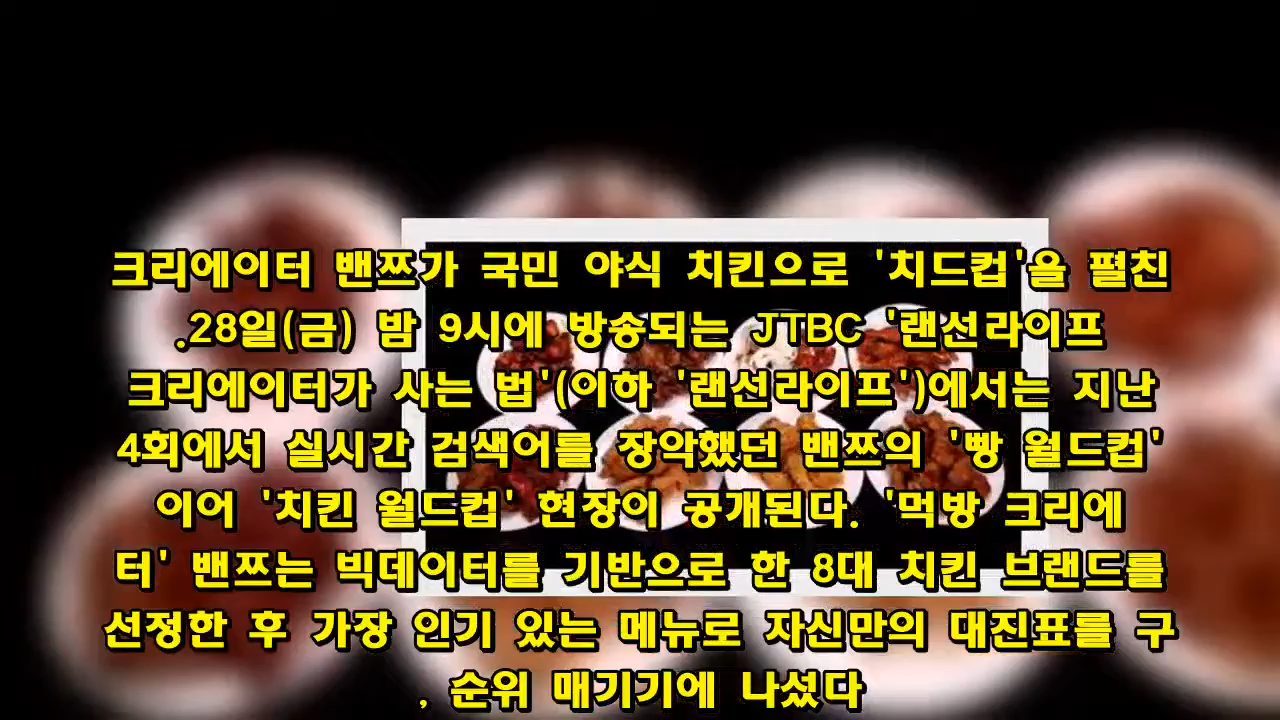 크리에이터 밴쯔가 국민 야식 치킨으로 '치드컵'을 펼친
.28일(금) 밤 9시에 방송되는 JTBC '랜선라이프
크리에이터가 사는 법'(이하 '랜선라이프')에서는 지난
4회에서 실시간 검색어를 장악했던 밴쯔의 '빵 월드컵'
이어 '치킨 월드컵' 현장이 공개된다. '먹방 크리에
터' 밴쯔는 빅데이터를 기반으로 한 8대 치킨 브랜드를
선정한 후 가장 인기 있는 메뉴로 자신만의 대진표를 구
, 순위 매기기에 나섰다